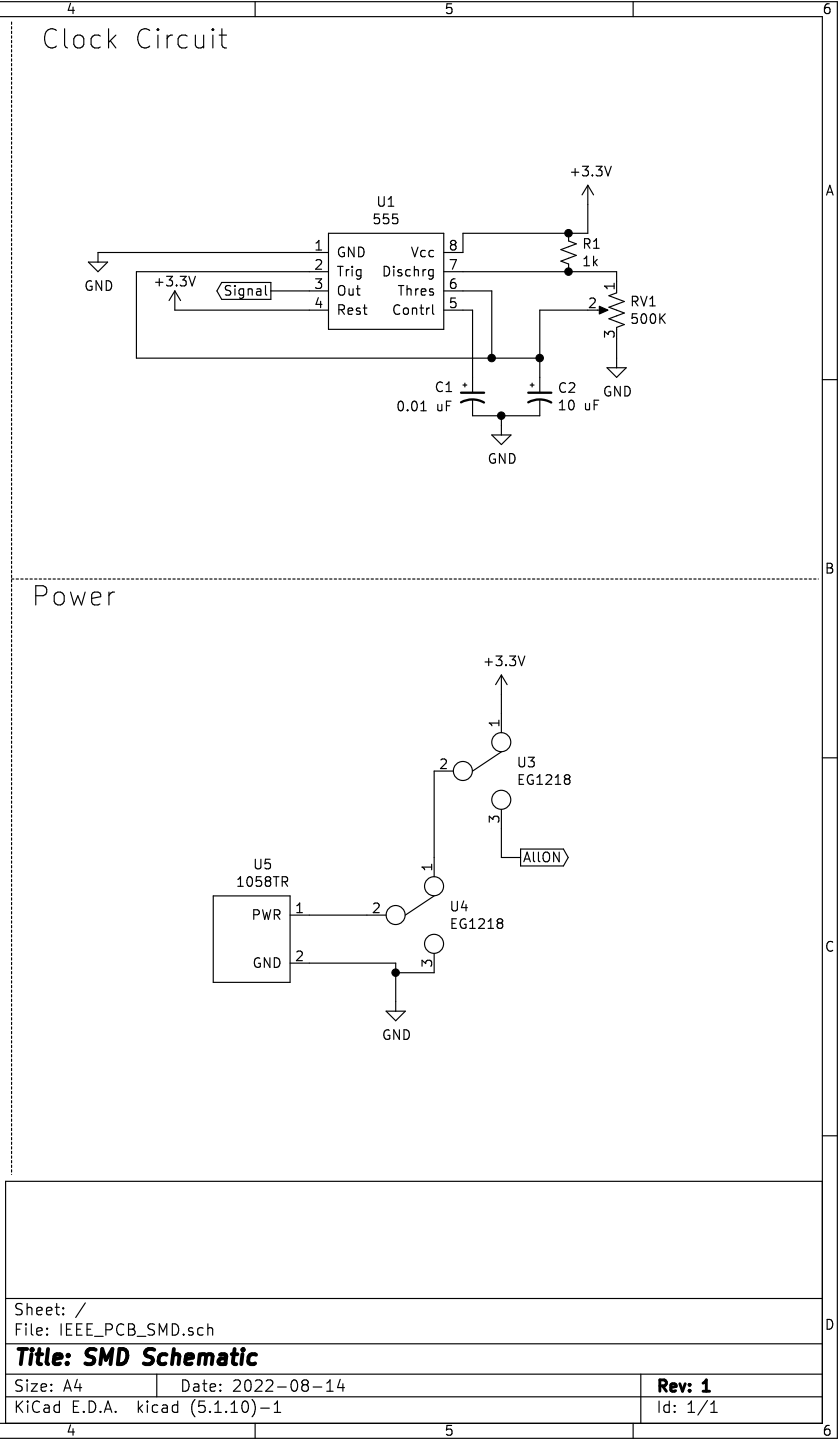 4 5 6
Clock Circuit
+3.3V
A
U1
555
R1
1k
1 GND Vcc 8
2 Trig Dischrg 7
3 Out Thres 6
4 Rest Contrl 5
GND
+3.3V
Signal
1
2
3
RV1
500K
GND
C1
0.01 uF
+
+
C2
10 uF
GND
B
Power
+3.3V
1
2
3
U3
EG1218
AllON
U5
1058TR
PWR 1
GND 2
1
2
3
U4
EG1218
GND
C
Sheet: /
File: IEEE_PCB_SMD.sch
D
Title: SMD Schematic
Size: A4 Date: 2022-08-14 Rev: 1
KiCad E.D.A. kicad (5.1.10)-1 Id: 1/1
4 5 6